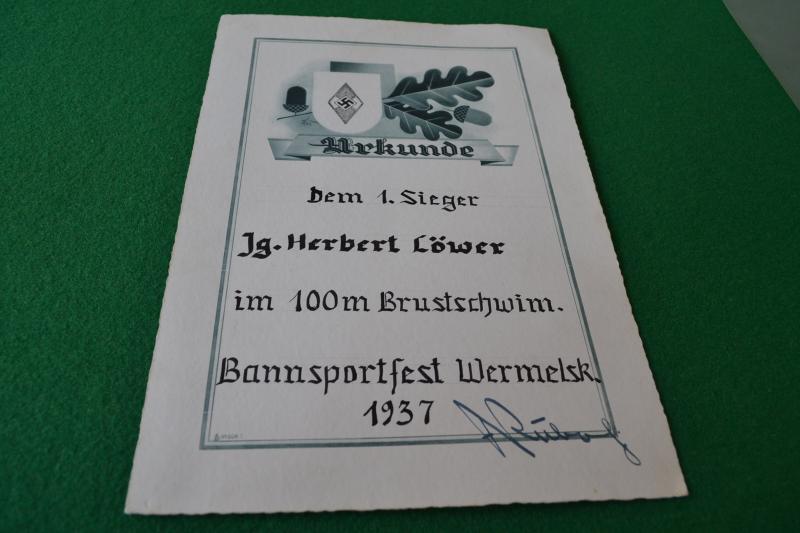 Urkunde
Dem 1. Sieger
Jg. Herbert Löwer
im 100m Brustschwim.
Bannsportfest Wermelsk.
1937